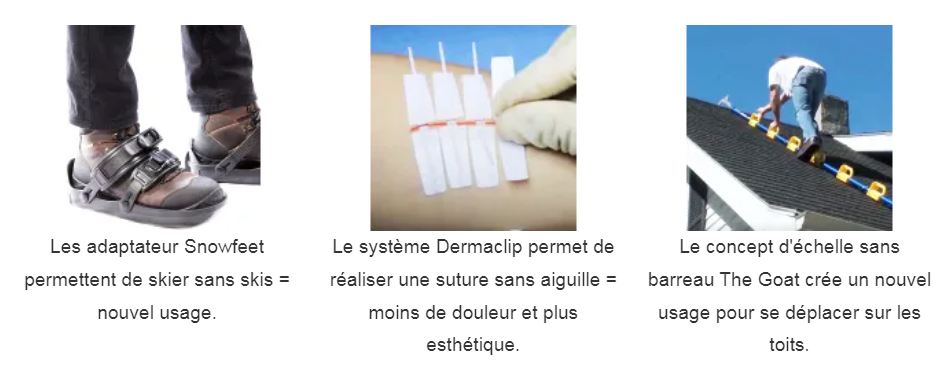 Les adaptateur Snowfeet
permettent de skier sans skis =
nouvel usage.
Le système Dermaclip permet de
réaliser une suture sans aiguille =
moins de douleur et plus
esthétique.
Le concept d'échelle sans
barreau The Goat crée un nouvel
usage pour se déplacer sur les
toits.